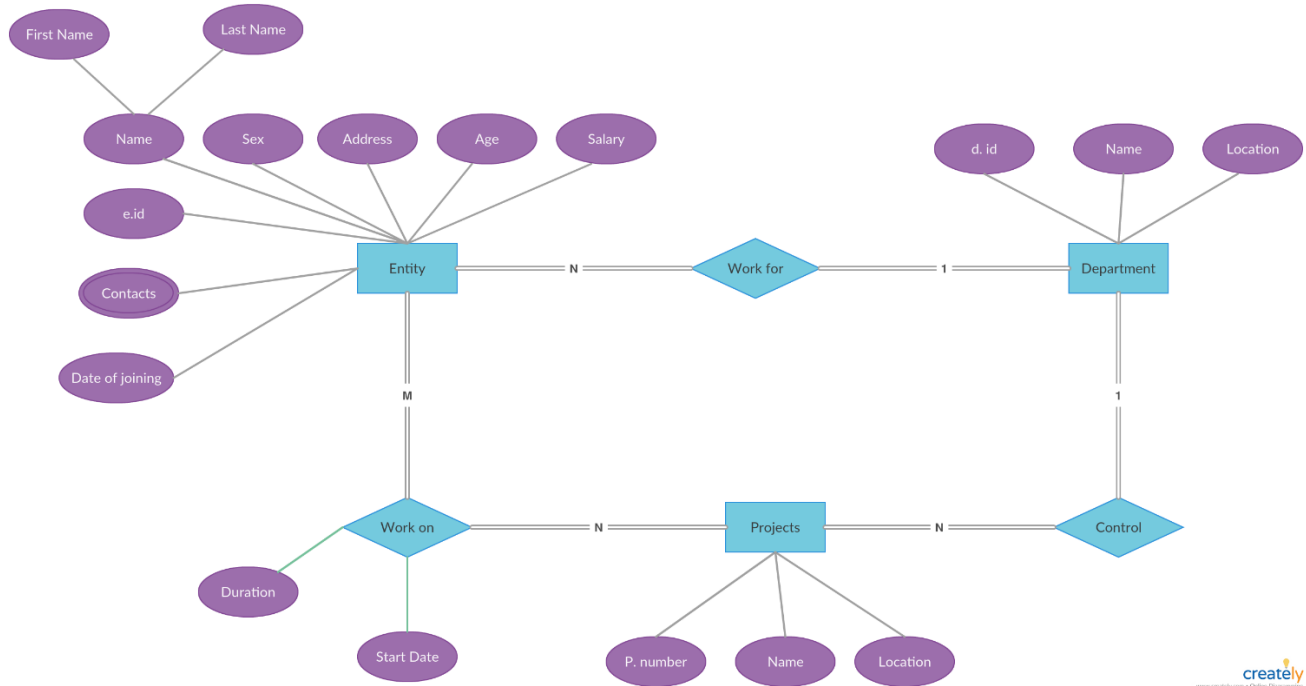 First Name
Last Name
Name
Sex
Address
Age
Salary
d. id
Name
Location
e.id
Entity
N
Work for
1
Department
Contacts
Date of joining
M
1
Work on
N
Projects
N
Control
Duration
Start Date
P. number
Name
Location
creately